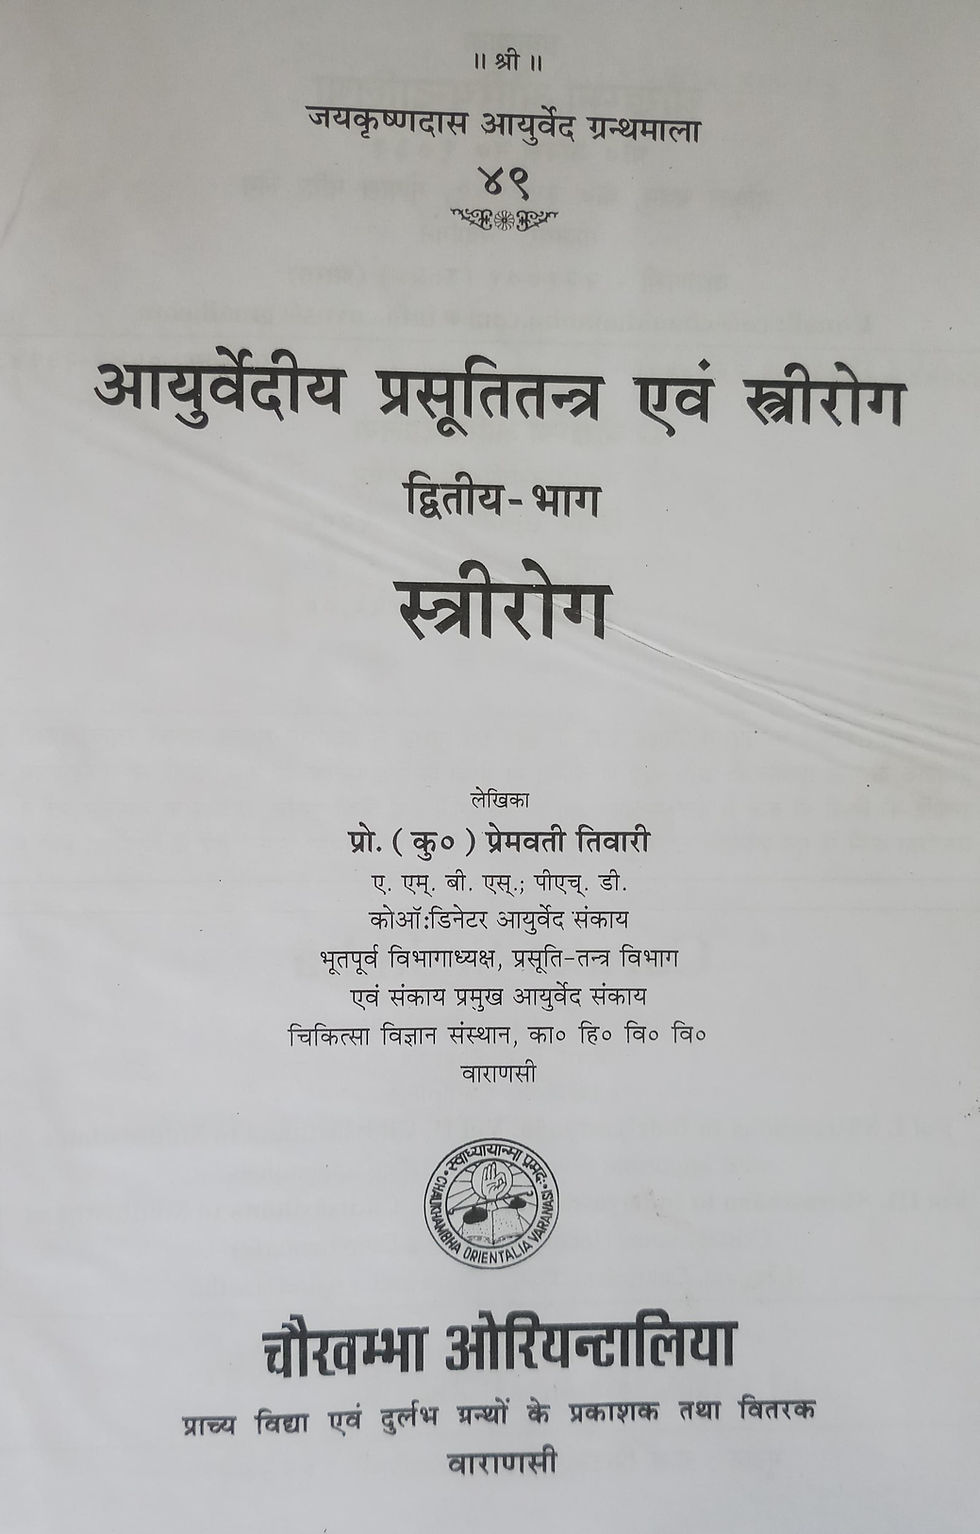 ॥ श्री ॥
जयकृष्णदास आयुर्वेद ग्रन्थमाला
४९
आयुर्वेदीय प्रसूतितन्त्र एवं स्त्रीरोग
द्वितीय-भाग
स्त्रीरोग
लेखिका
प्रो. ( कु० ) प्रेमवती तिवारी
ए. एम्. बी. एस्.; पीएच्. डी.
कोऑ:डिनेटर आयुर्वेद संकाय
भूतपूर्व विभागाध्यक्ष, प्रसूति-तन्त्र विभाग
एवं संकाय प्रमुख आयुर्वेद संकाय
चिकित्सा विज्ञान संस्थान, का० हि० वि० वि०
वाराणसी
स्वाध्यायान्मा प्रमदः
CHAUKHAMBHA ORIENTALIA VARANASI
चौखम्भा ओरियन्टालिया
प्राच्य विद्या एवं दुर्लभ ग्रन्थों के प्रकाशक तथा वितरक
वाराणसी